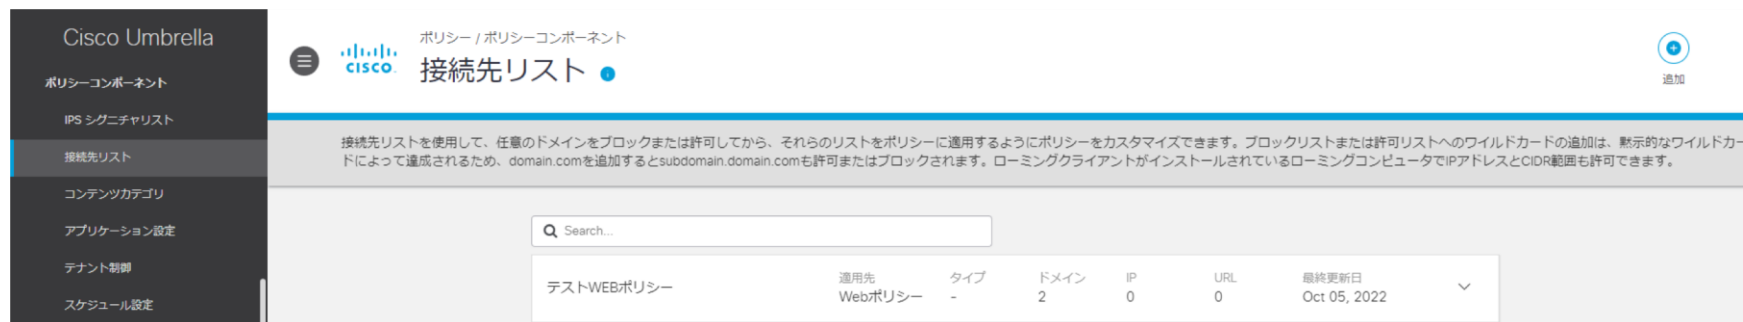 Cisco Umbrella
ポリシーコンポーネント
IPS シグニチャリスト
接続先リスト
コンテンツカテゴリ
アプリケーション設定
テナント制御
スケジュール設定
CISCO
ポリシー / ポリシーコンポーネント
接続先リスト
追加
接続先リストを使用して、任意のドメインをブロックまたは許可してから、それらのリストをポリシーに適用するようにポリシーをカスタマイズできます。ブロックリストまたは許可リストへのワイルドカードの追加は、黙示的なワイルドカー
ドによって達成されるため、domain.comを追加するとsubdomain.domain.comも許可またはブロックされます。ローミングクライアントがインストールされているローミングコンピュータでIPアドレスとCIDR範囲も許可できます。
Search...
テストWEBポリシー
適用先 タイプ ドメイン IP URL 最終更新日
Webポリシー - 2 0 0 Oct 05, 2022